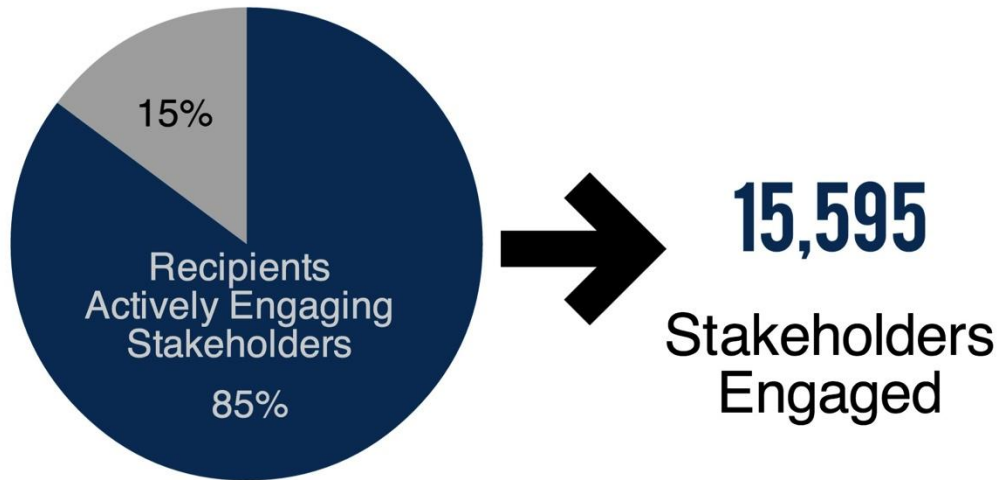 15%
Recipients
Actively Engaging
Stakeholders
85%
15,595
Stakeholders
Engaged